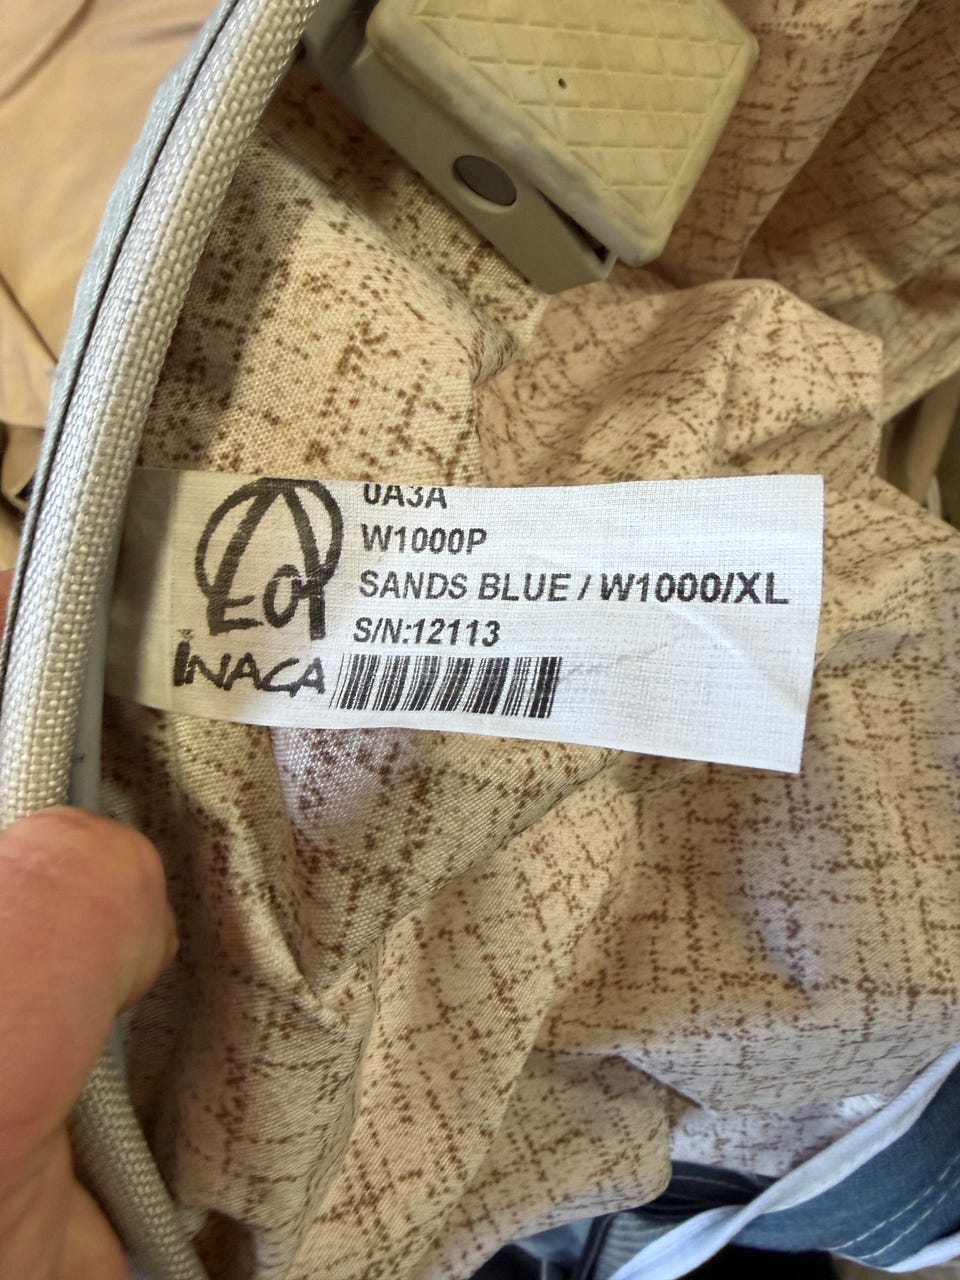 0A3A
W1000P
SANDS BLUE / W1000/XL
S/N:12113
INACA